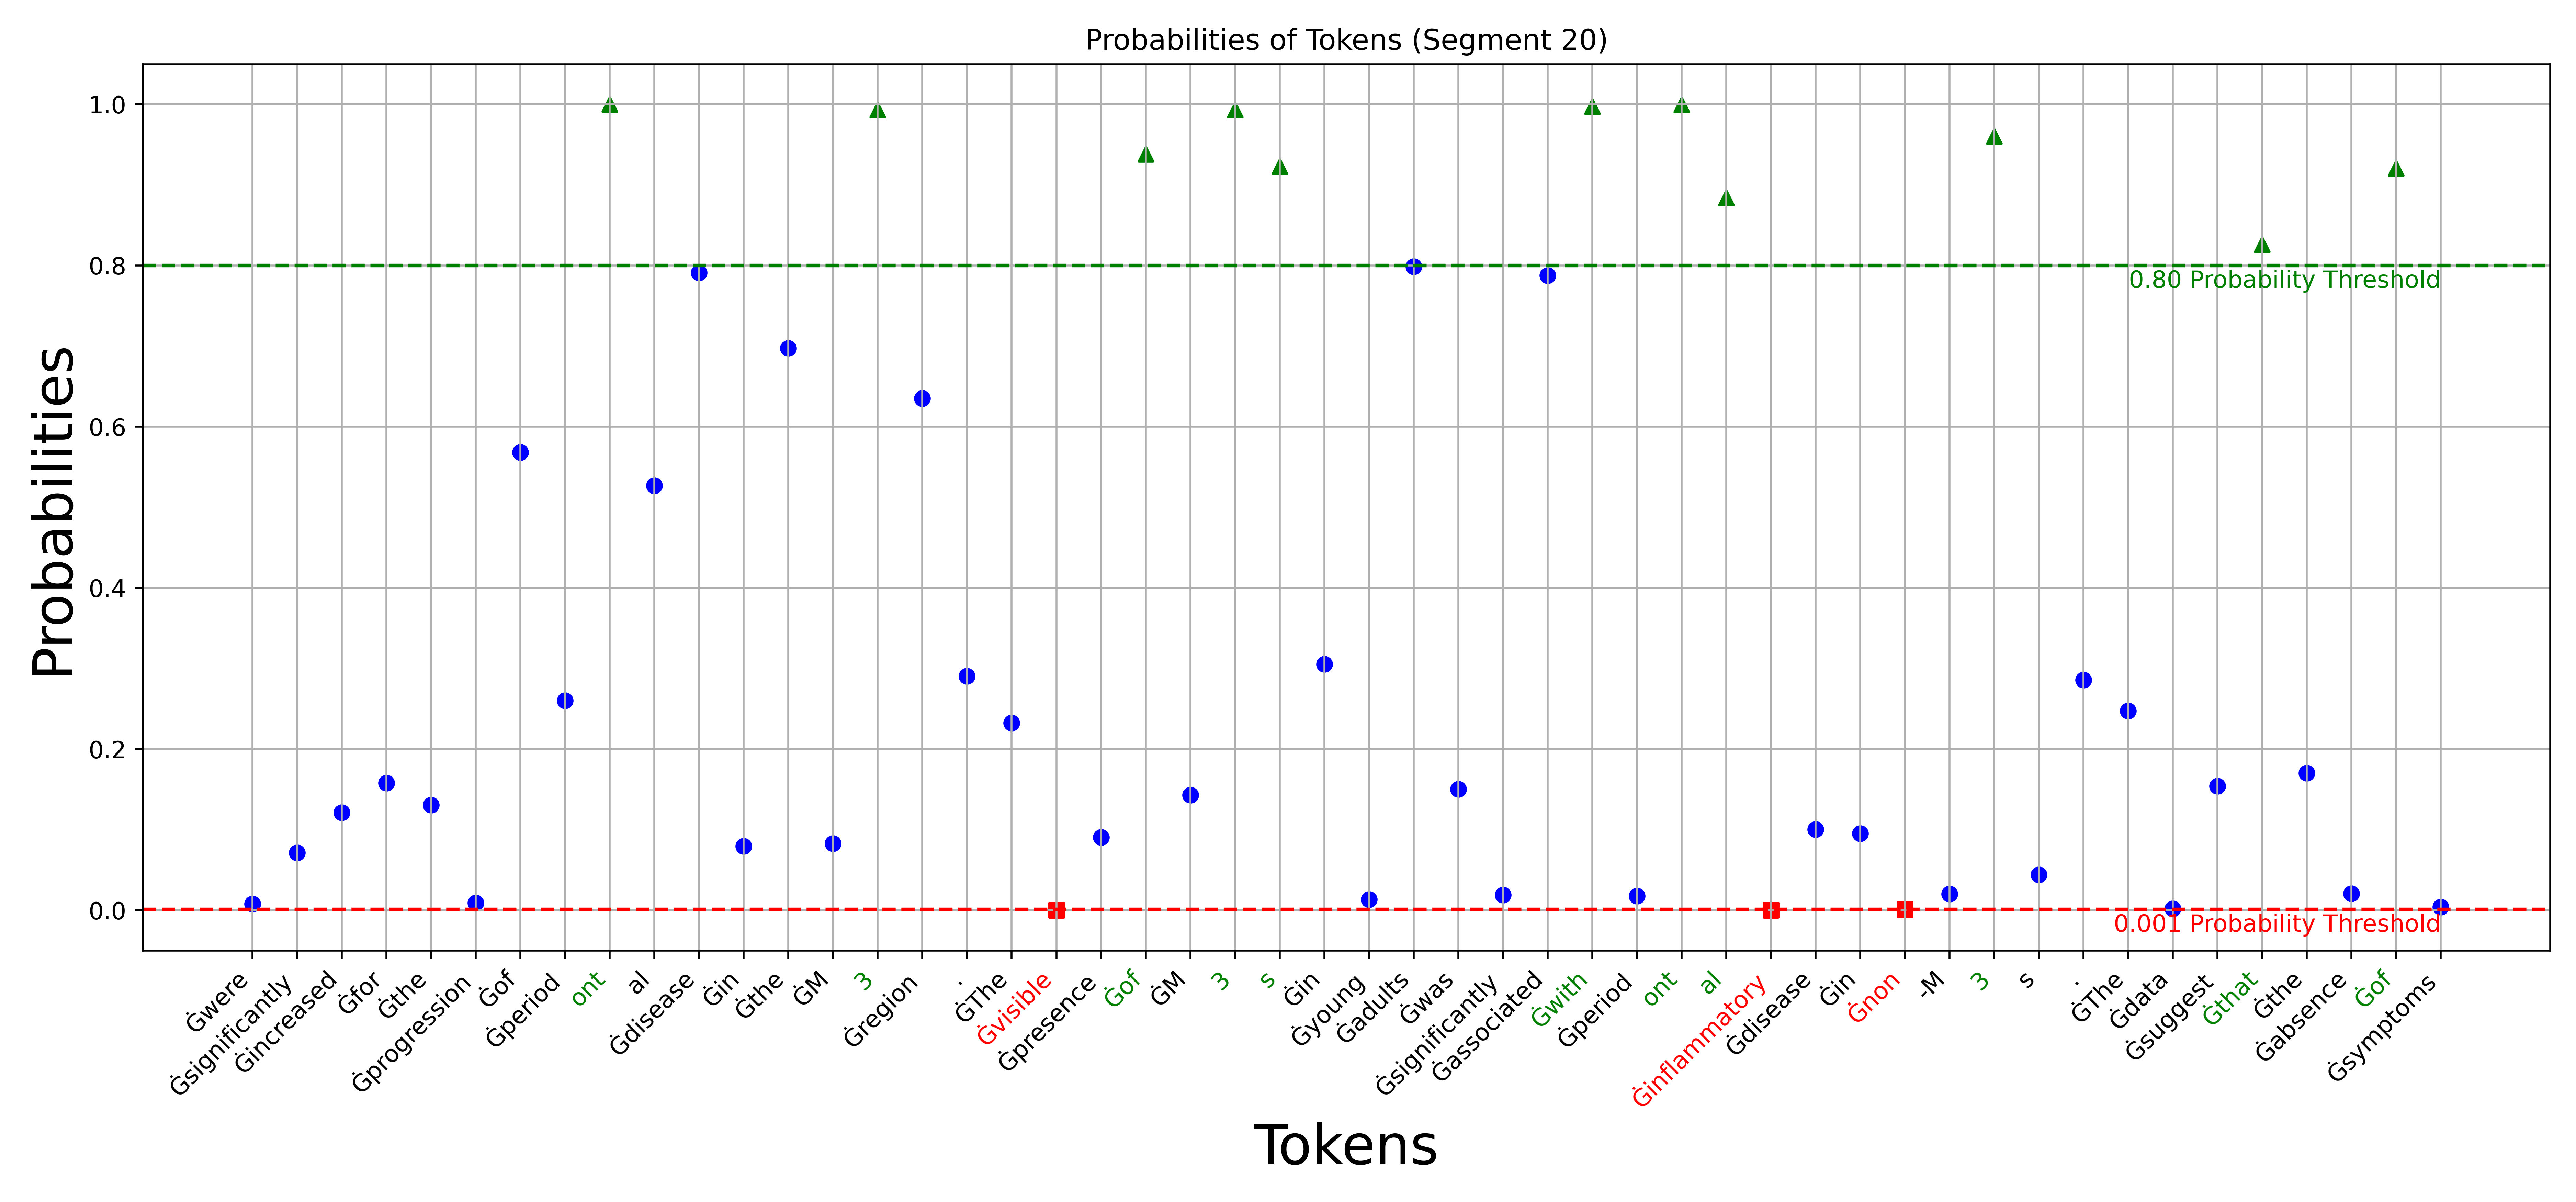 Probabilities of Tokens (Segment 20)
Probabilities
1.0
0.8
0.6
0.4
0.2
0.0
0.80 Probability Threshold
0.001 Probability Threshold
Ġwere
Ġsignificantly
Ġincreased
Ġfor
Ġthe
Ġprogression
Ġof
Ġperiod
ont
al
Ġdisease
Ġin
Ġthe
ĠM
3
Ġregion
.
ĠThe
Ġvisible
Ġpresence
Ġof
ĠM
3
s
Ġin
Ġyoung
Ġadults
Ġwas
Ġsignificantly
Ġassociated
Ġwith
Ġperiod
ont
al
Ġinflammatory
Ġdisease
Ġin
Ġnon
-M
3
s
.
ĠThe
Ġdata
Ġsuggest
Ġthat
Ġthe
Ġabsence
Ġof
Ġsymptoms
Tokens